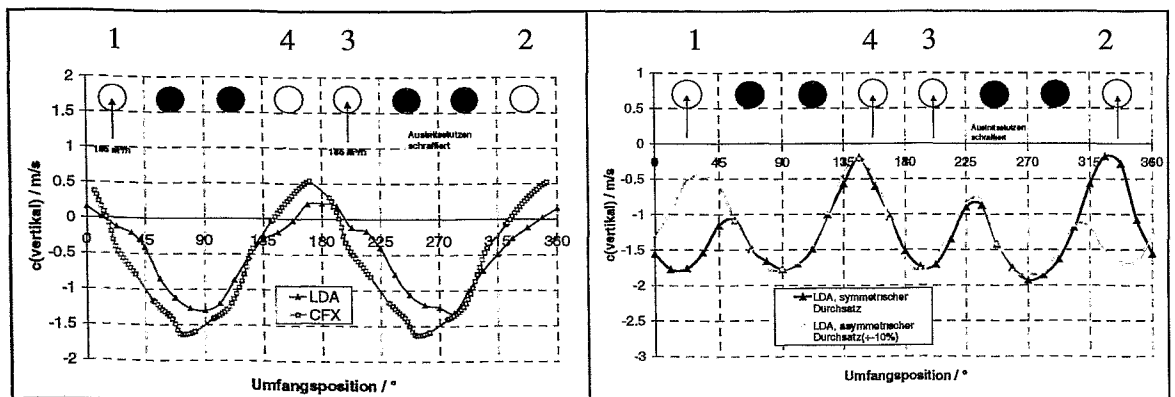 1 4 3 2
c(vertikal) / m/s
2
1.5
1
0.5
0
-0.5
-1
-1.5
-2
Austrittsstutzen
schraffiert
0 45 90 135 180 225 270 315 360
LDA
CFX
Umfangsposition / °
1 4 3 2
c(vertikal) / m/s
1
0.5
0
-0.5
-1
-1.5
-2
-2.5
-3
Austrittsstutzen
schraffiert
0 45 90 135 180 225 270 315 360
LDA, symmetrischer
Durchsatz
LDA, asymmetrischer
Durchsatz(+-10%)
Umfangsposition / °